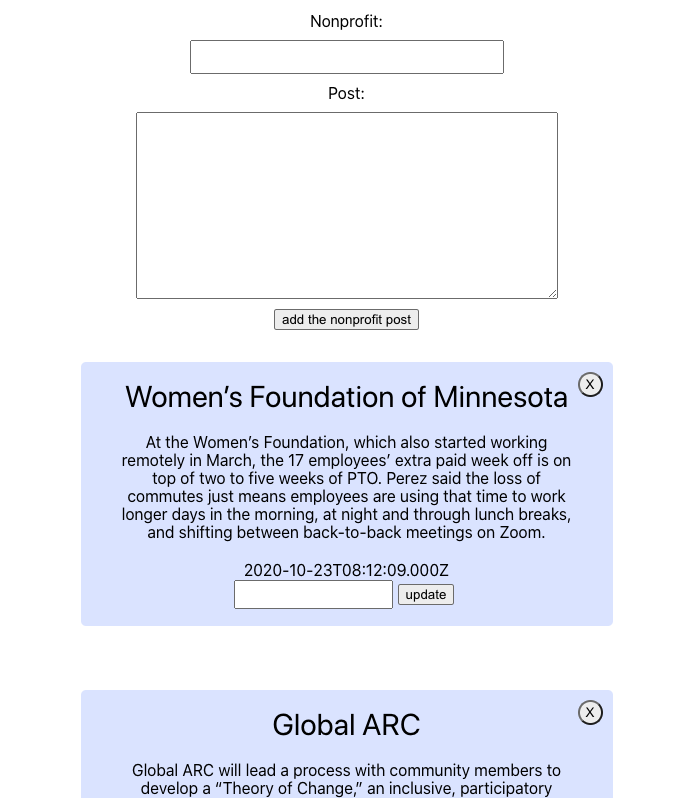 Nonprofit:
Post:
add the nonprofit post
X
Women’s Foundation of Minnesota
At the Women’s Foundation, which also started working
remotely in March, the 17 employees’ extra paid week off is on
top of two to five weeks of PTO. Perez said the loss of
commutes just means employees are using that time to work
longer days in the morning, at night and through lunch breaks,
and shifting between back-to-back meetings on Zoom.
2020-10-23T08:12:09.000Z
update
X
Global ARC
Global ARC will lead a process with community members to
develop a “Theory of Change,” an inclusive, participatory